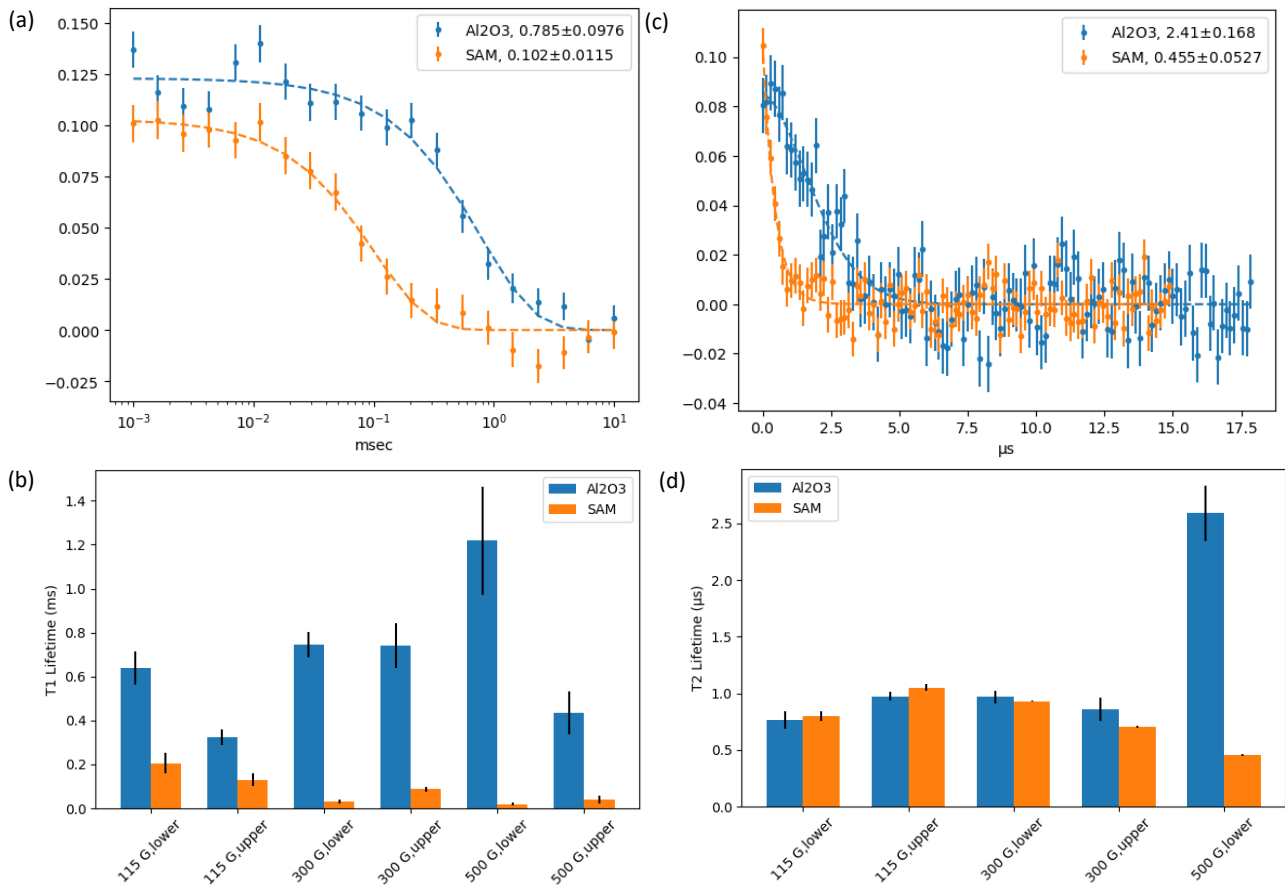 (a)
0.150
0.125
0.100
0.075
0.050
0.025
0.000
−0.025
Al2O3, 0.785±0.0976
SAM, 0.102±0.0115
10⁻³
10⁻²
10⁻¹
10⁰
10¹
msec
(c)
0.10
0.08
0.06
0.04
0.02
0.00
−0.02
−0.04
Al2O3, 2.41±0.168
SAM, 0.455±0.0527
0.0
2.5
5.0
7.5
10.0
12.5
15.0
17.5
μs
(b)
T1 Lifetime (ms)
1.4
1.2
1.0
0.8
0.6
0.4
0.2
0.0
Al2O3
SAM
115 G,lower
115 G,upper
300 G,lower
300 G,upper
500 G,lower
500 G,upper
(d)
T2 Lifetime (μs)
2.5
2.0
1.5
1.0
0.5
0.0
Al2O3
SAM
115 G,lower
115 G,upper
300 G,lower
300 G,upper
500 G,lower